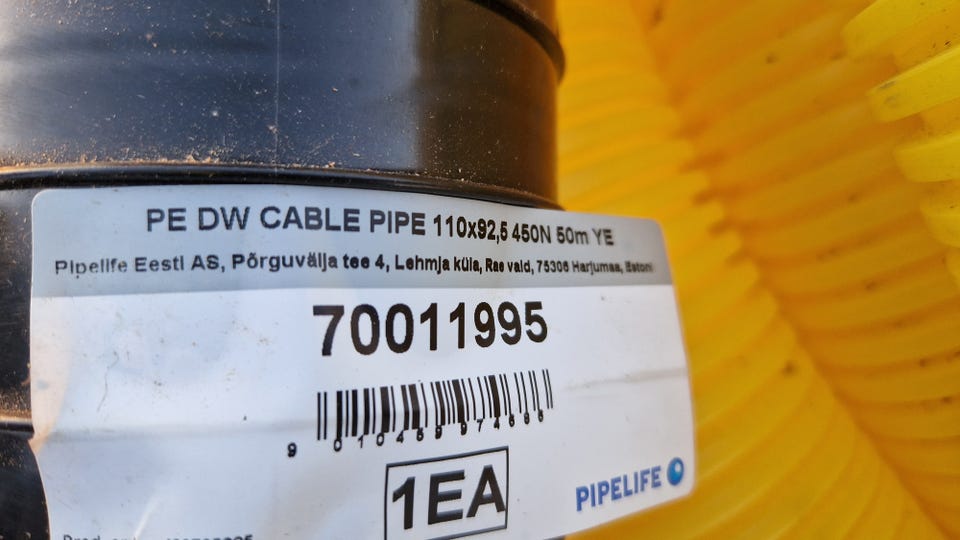 PE DW CABLE PIPE 110x92,5 450N 50m YE
Pipelife Eesti AS, Põrguvälja tee 4, Lehmja küla, Rae vald, 75306 Harjumaa, Estoni
70011995
1EA
PIPELIFE